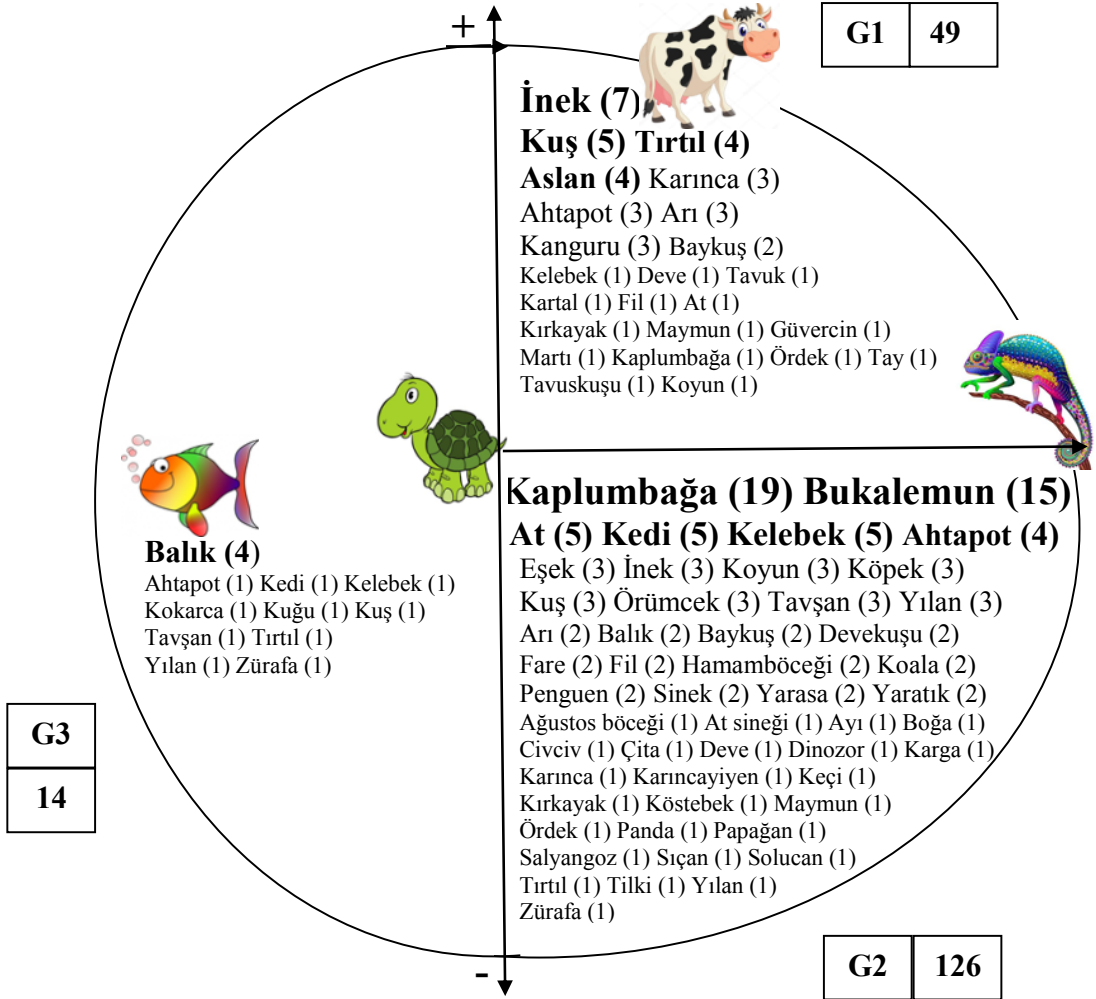 +
G1 49
İnek (7)
Kuş (5) Tırtıl (4)
Aslan (4) Karınca (3)
Ahtapot (3) Arı (3)
Kanguru (3) Baykuş (2)
Kelebek (1) Deve (1) Tavuk (1)
Kartal (1) Fil (1) At (1)
Kırkayak (1) Maymun (1) Güvercin (1)
Martı (1) Kaplumbağa (1) Ördek (1) Tay (1)
Tavuskuşu (1) Koyun (1)
Balık (4)
Ahtapot (1) Kedi (1) Kelebek (1)
Kokarca (1) Kuğu (1) Kuş (1)
Tavşan (1) Tırtıl (1)
Yılan (1) Zürafa (1)
G3
14
Kaplumbağa (19) Bukalemun (15)
At (5) Kedi (5) Kelebek (5) Ahtapot (4)
Eşek (3) İnek (3) Koyun (3) Köpek (3)
Kuş (3) Örümcek (3) Tavşan (3) Yılan (3)
Arı (2) Balık (2) Baykuş (2) Devekuşu (2)
Fare (2) Fil (2) Hamamböceği (2) Koala (2)
Penguen (2) Sinek (2) Yarasa (2) Yaratık (2)
Ağustos böceği (1) At sineği (1) Ayı (1) Boğa (1)
Civciv (1) Çita (1) Deve (1) Dinozor (1) Karga (1)
Karınca (1) Karıncayiyen (1) Keçi (1)
Kırkayak (1) Köstebek (1) Maymun (1)
Ördek (1) Panda (1) Papağan (1)
Salyangoz (1) Sıçan (1) Solucan (1)
Tırtıl (1) Tilki (1) Yılan (1)
Zürafa (1)
-
G2 126